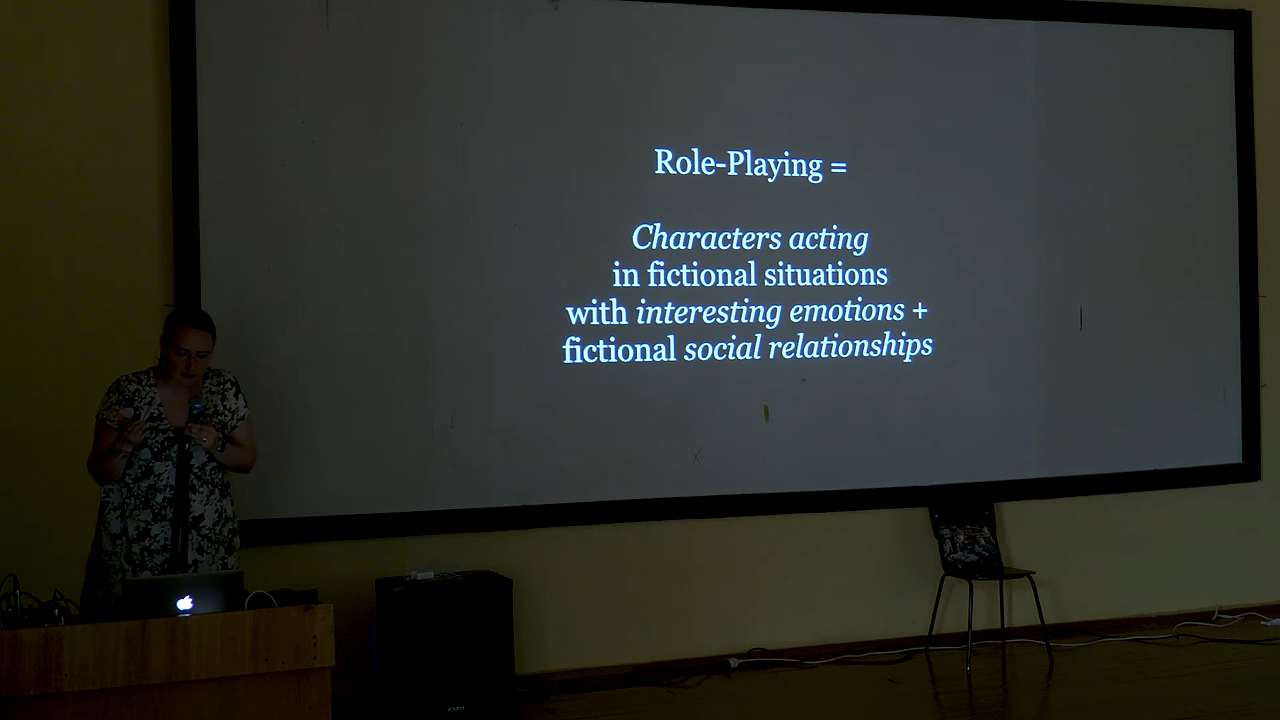 Role-Playing =
Characters acting
in fictional situations
with interesting emotions +
fictional social relationships